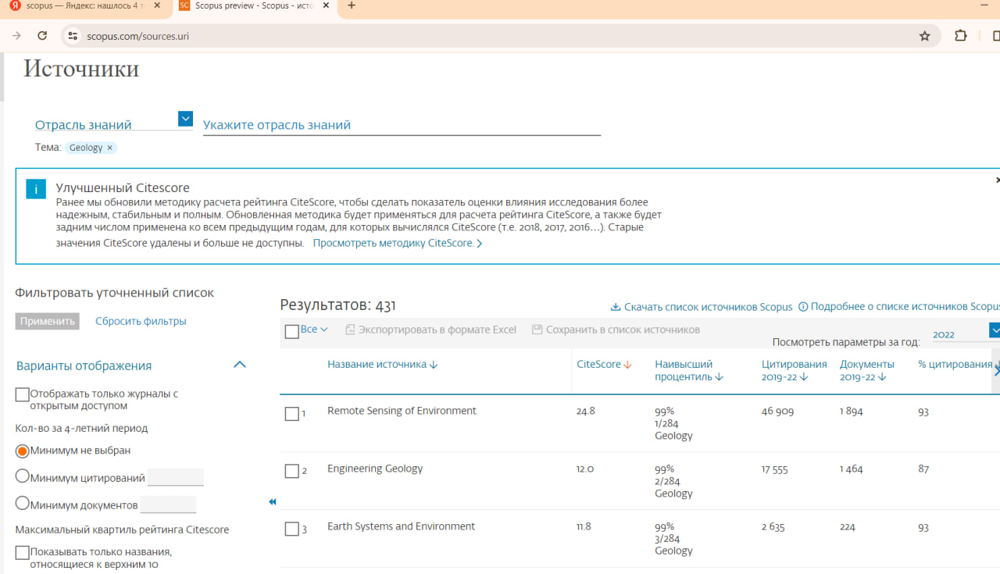 scopus — Яндекс: нашлось 4 т
Scopus preview - Scopus - исто
scopus.com/sources.uri
Источники
Отрасль знаний
Укажите отрасль знаний
Тема: Geology ×
Улучшенный Citescore
Ранее мы обновили методику расчета рейтинга CiteScore, чтобы сделать показатель оценки влияния исследования более
надежным, стабильным и полным. Обновленная методика будет применяться для расчета рейтинга CiteScore, а также будет
задним числом применена ко всем предыдущим годам, для которых вычислялся CiteScore (т.е. 2018, 2017, 2016...). Старые
значения CiteScore удалены и больше не доступны. Просмотреть методику CiteScore.
Фильтровать уточненный список
Применить Сбросить фильтры
Варианты отображения
Отображать только журналы с
открытым доступом
Кол-во за 4-летний период
Минимум не выбран
Минимум цитирований
Минимум документов
Максимальный квартиль рейтинга Citescore
Показывать только названия,
относящиеся к верхним 10
Результатов: 431
Скачать список источников Scopus Подробнее о списке источников Scopus
Все Экспортировать в формате Excel Сохранить в список источников
Посмотреть параметры за год: 2022
Название источника CiteScore Наивысший Цитирования Документы % цитирования
процентиль 2019-22 2019-22
1 Remote Sensing of Environment 24.8 99% 46 909 1 894 93
1/284
Geology
2 Engineering Geology 12.0 99% 17 555 1 464 87
2/284
Geology
3 Earth Systems and Environment 11.8 99% 2 635 224 93
3/284
Geology